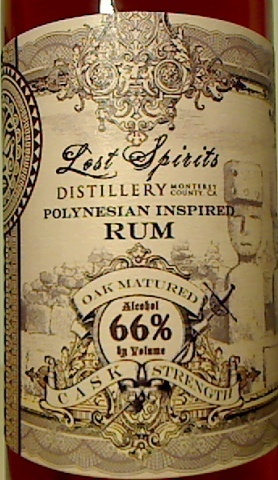 Lost Spirits
DISTILLERY MONTEREY COUNTY, CA
POLYNESIAN INSPIRED
RUM
OAK MATURED
Alcohol
66%
by Volume
CASK STRENGTH